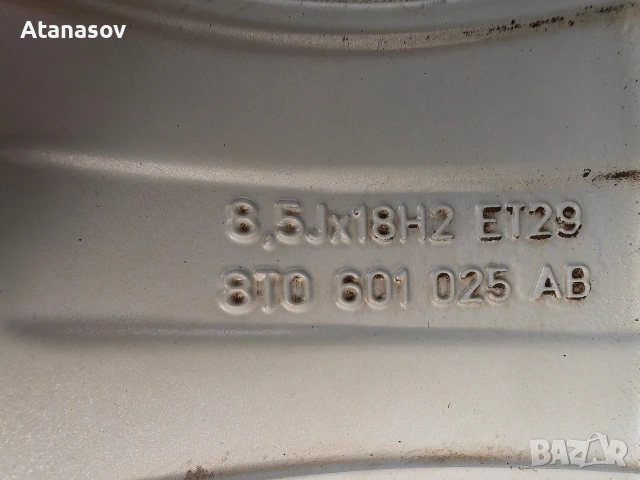 Atanasov
8,5Jx18H2 ET29
8T0 601 025 AB
BAZAR